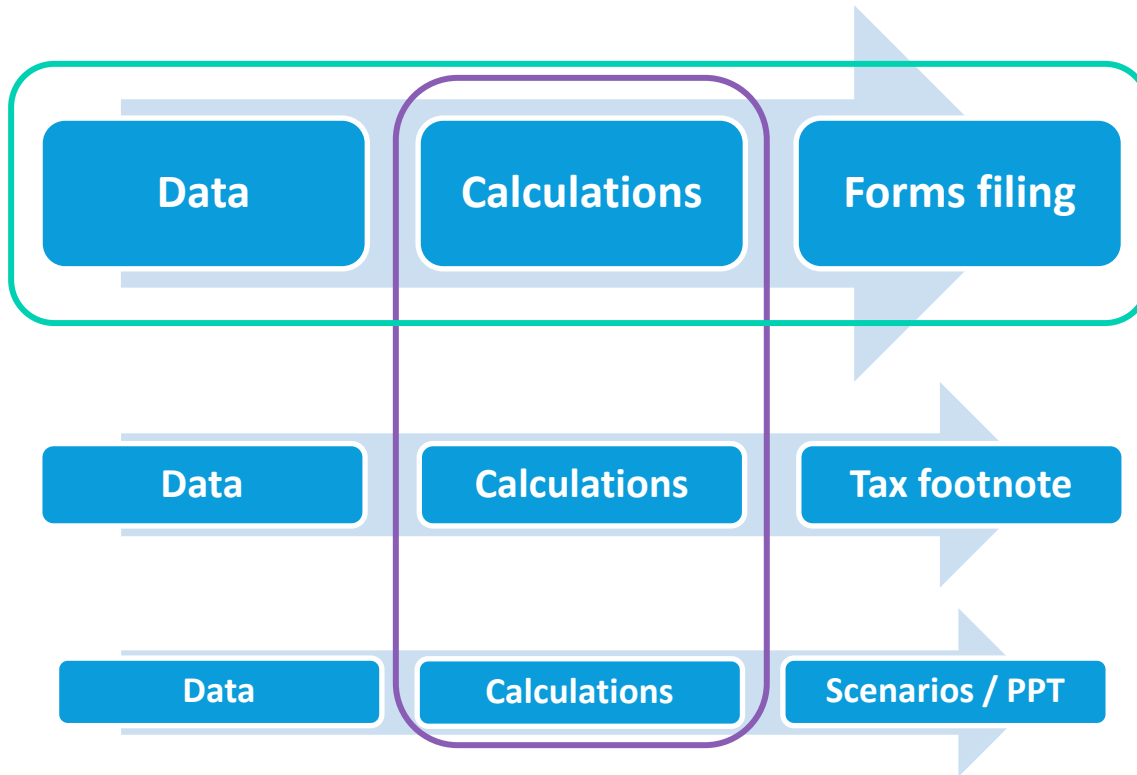 Data
Calculations
Forms filing
Data
Calculations
Tax footnote
Data
Calculations
Scenarios / PPT